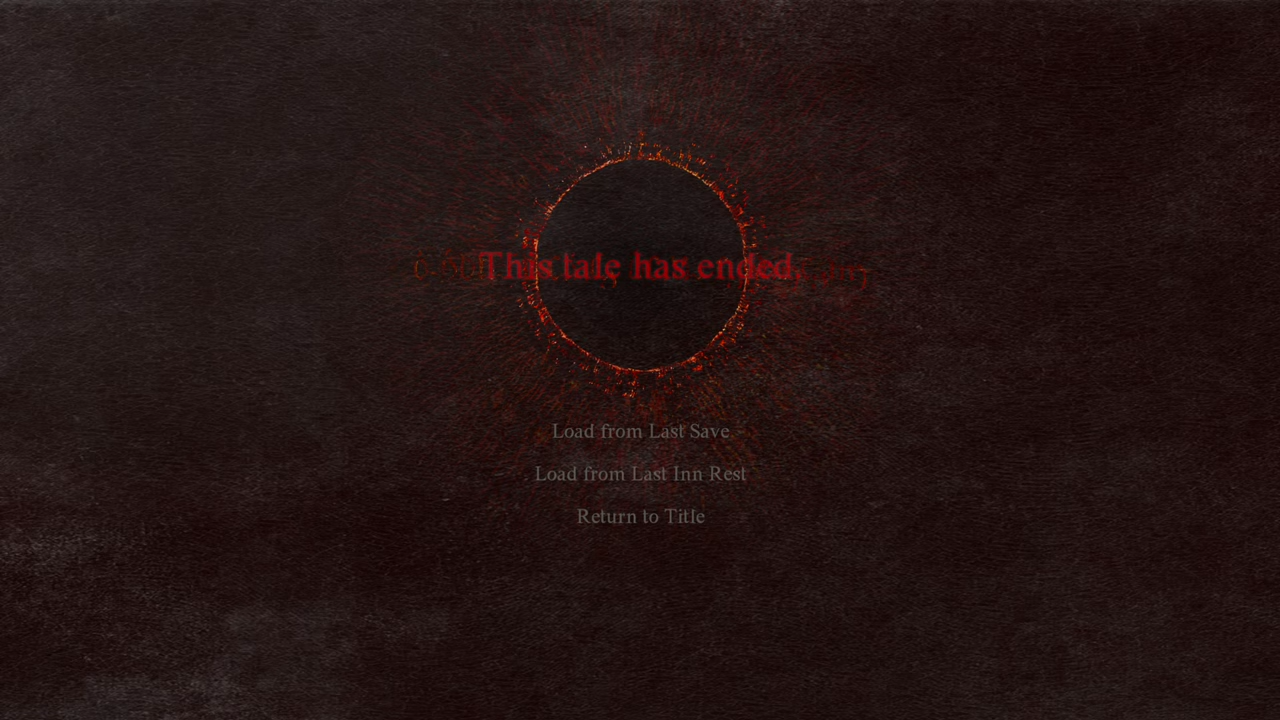 This tale has ended.
Load from Last Save
Load from Last Inn Rest
Return to Title